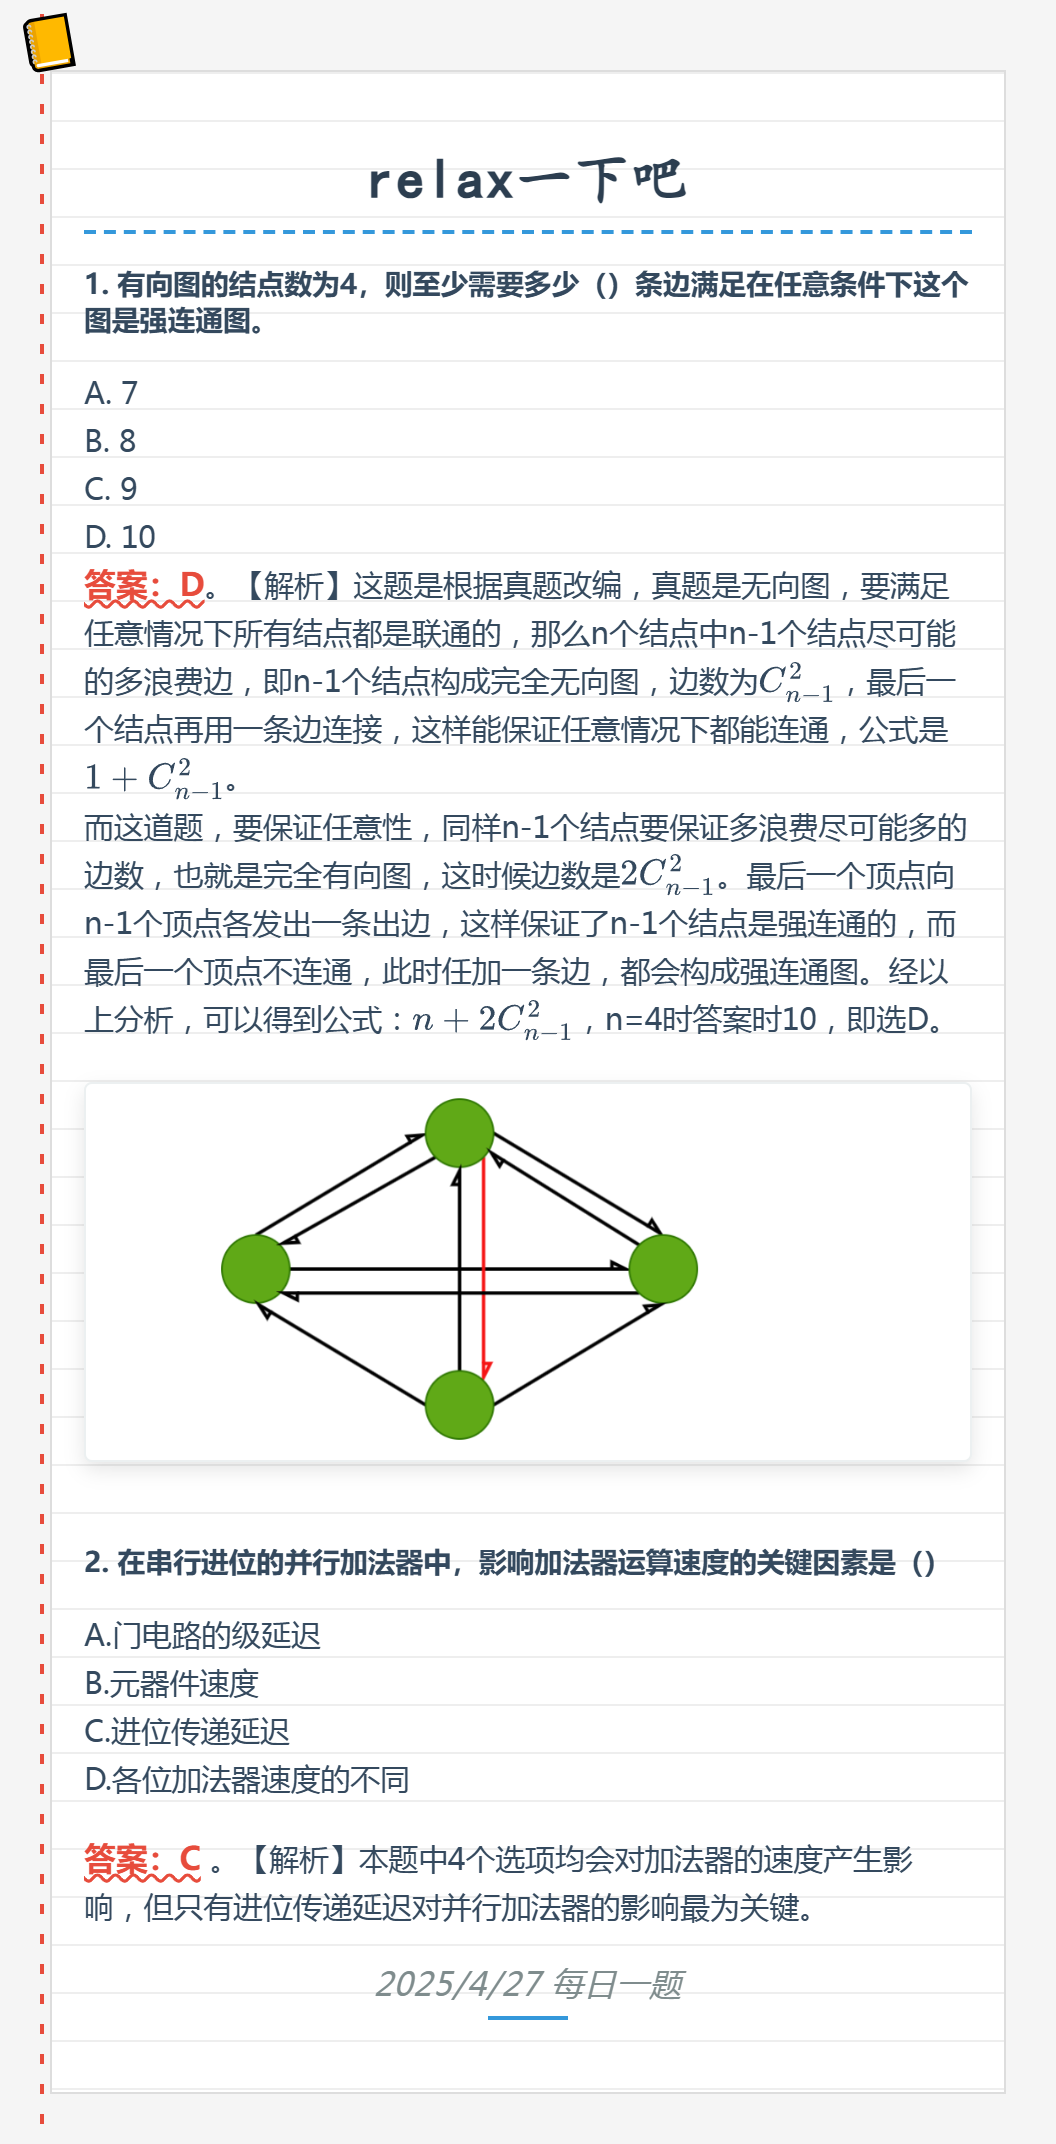 relax一下吧
1. 有向图的结点数为4，则至少需要多少（）条边满足在任意条件下这个
图是强连通图。
A. 7
B. 8
C. 9
D. 10
答案：D。【解析】这题是根据真题改编，真题是无向图，要满足
任意情况下所有结点都是联通的，那么n个结点中n-1个结点尽可能
的多浪费边，即n-1个结点构成完全无向图，边数为$C_{n-1}^{2}$，最后一
个结点再用一条边连接，这样能保证任意情况下都能连通，公式是
$1+C_{n-1}^{2}$。
而这道题，要保证任意性，同样n-1个结点要保证多浪费尽可能多的
边数，也就是完全有向图，这时候边数是$2C_{n-1}^{2}$。最后一个顶点向
n-1个顶点各发出一条出边，这样保证了n-1个结点是强连通的，而
最后一个顶点不连通，此时任加一条边，都会构成强连通图。经以
上分析，可以得到公式：$n+2C_{n-1}^{2}$，n=4时答案时10，即选D。
2. 在串行进位的并行加法器中，影响加法器运算速度的关键因素是（）
A.门电路的级延迟
B.元器件速度
C.进位传递延迟
D.各位加法器速度的不同
答案：C 。【解析】本题中4个选项均会对加法器的速度产生影
响，但只有进位传递延迟对并行加法器的影响最为关键。
2025/4/27 每日一题